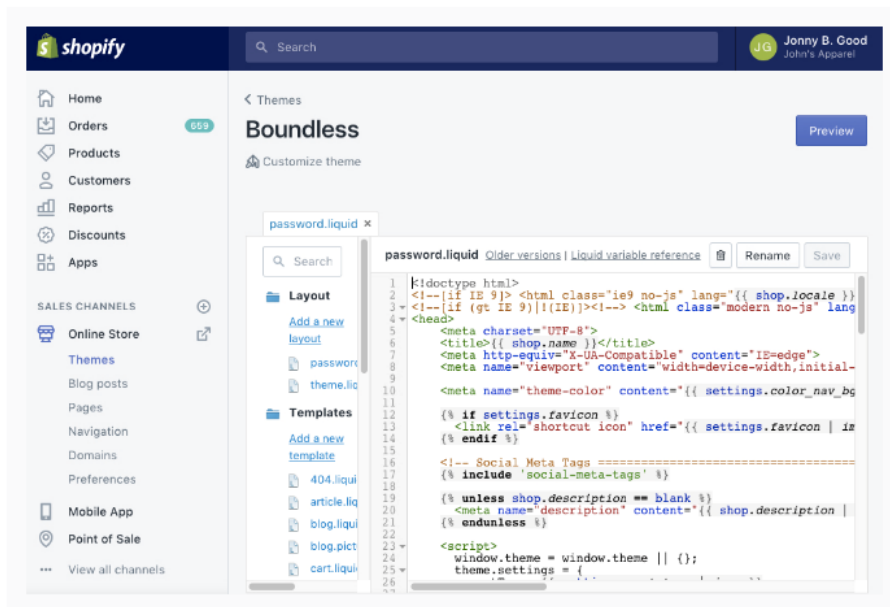 shopify
Search
JG
Jonny B. Good
John's Apparel
Home
Orders
659
Products
Customers
Reports
Discounts
Apps
SALES CHANNELS
Online Store
Themes
Blog posts
Pages
Navigation
Domains
Preferences
Mobile App
Point of Sale
View all channels
Themes
Boundless
Customize theme
Preview
password.liquid ×
Search
Layout
Add a new
layout
password
theme.liq
Templates
Add a new
template
404.liqui
article.liq
blog.liqui
blog.pict
cart.liqui
password.liquid Older versions | Liquid variable reference
Rename
Save
1 <!doctype html>
2 <!--[if IE 9]> <html class="ie9 no-js" lang="{{ shop.locale }}
3 <!--[if (gt IE 9)|!(IE)]><!--> <html class="modern no-js" lang
4 <head>
5 <meta charset="UTF-8">
6 <title>{{ shop.name }}</title>
7 <meta http-equiv="X-UA-Compatible" content="IE=edge">
8 <meta name="viewport" content="width=device-width,initial-
9
10 <meta name="theme-color" content="{{ settings.color_nav_bg
11
12 {% if settings.favicon %}
13 <link rel="shortcut icon" href="{{ settings.favicon | im
14 {% endif %}
15
16 <!-- Social Meta Tags =====================================
17 {% include 'social-meta-tags' %}
18
19 {% unless shop.description == blank %}
20 <meta name="description" content="{{ shop.description |
21 {% endunless %}
22
23 <script>
24 window.theme = window.theme || {};
25 theme.settings = {
26